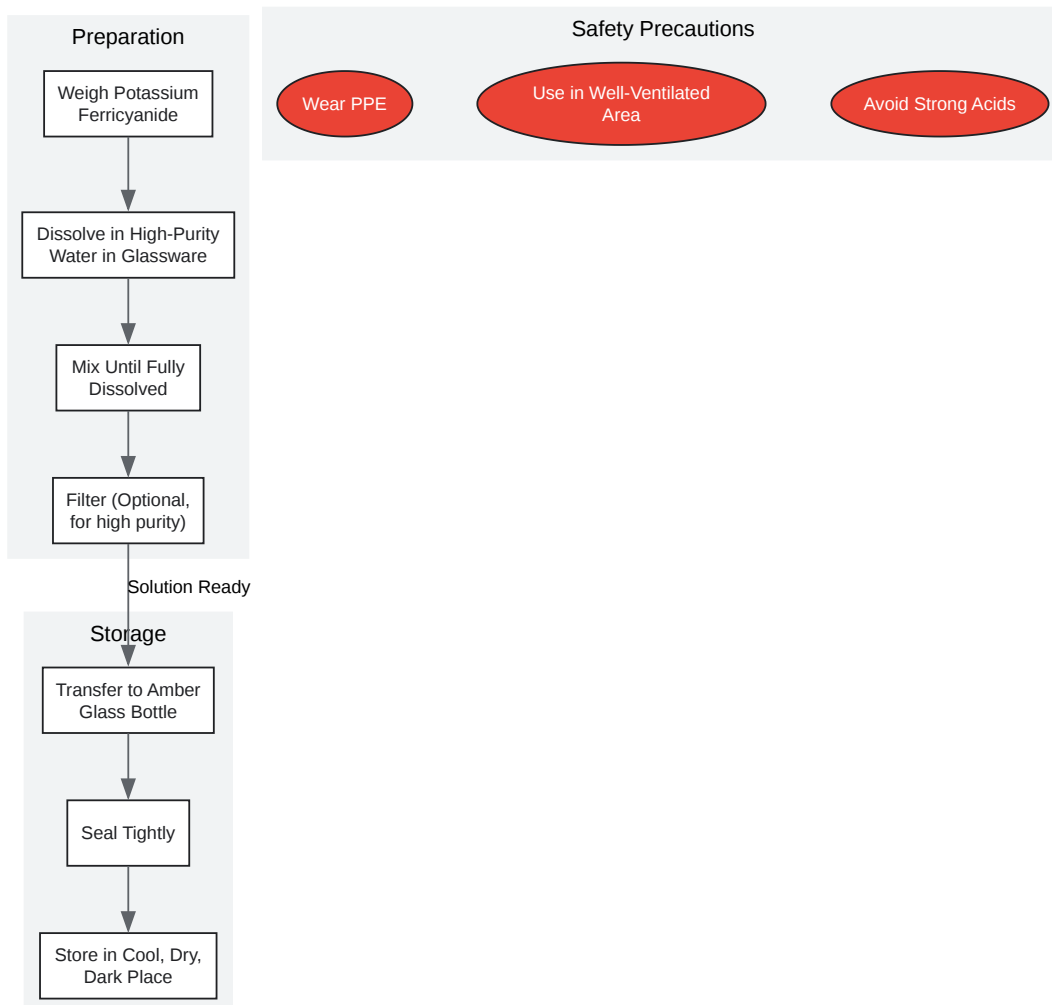 Preparation
Weigh Potassium
Ferricyanide
Dissolve in High-Purity
Water in Glassware
Mix Until Fully
Dissolved
Filter (Optional,
for high purity)
Solution Ready
Storage
Transfer to Amber
Glass Bottle
Seal Tightly
Store in Cool, Dry,
Dark Place
Safety Precautions
Wear PPE
Use in Well-Ventilated
Area
Avoid Strong Acids